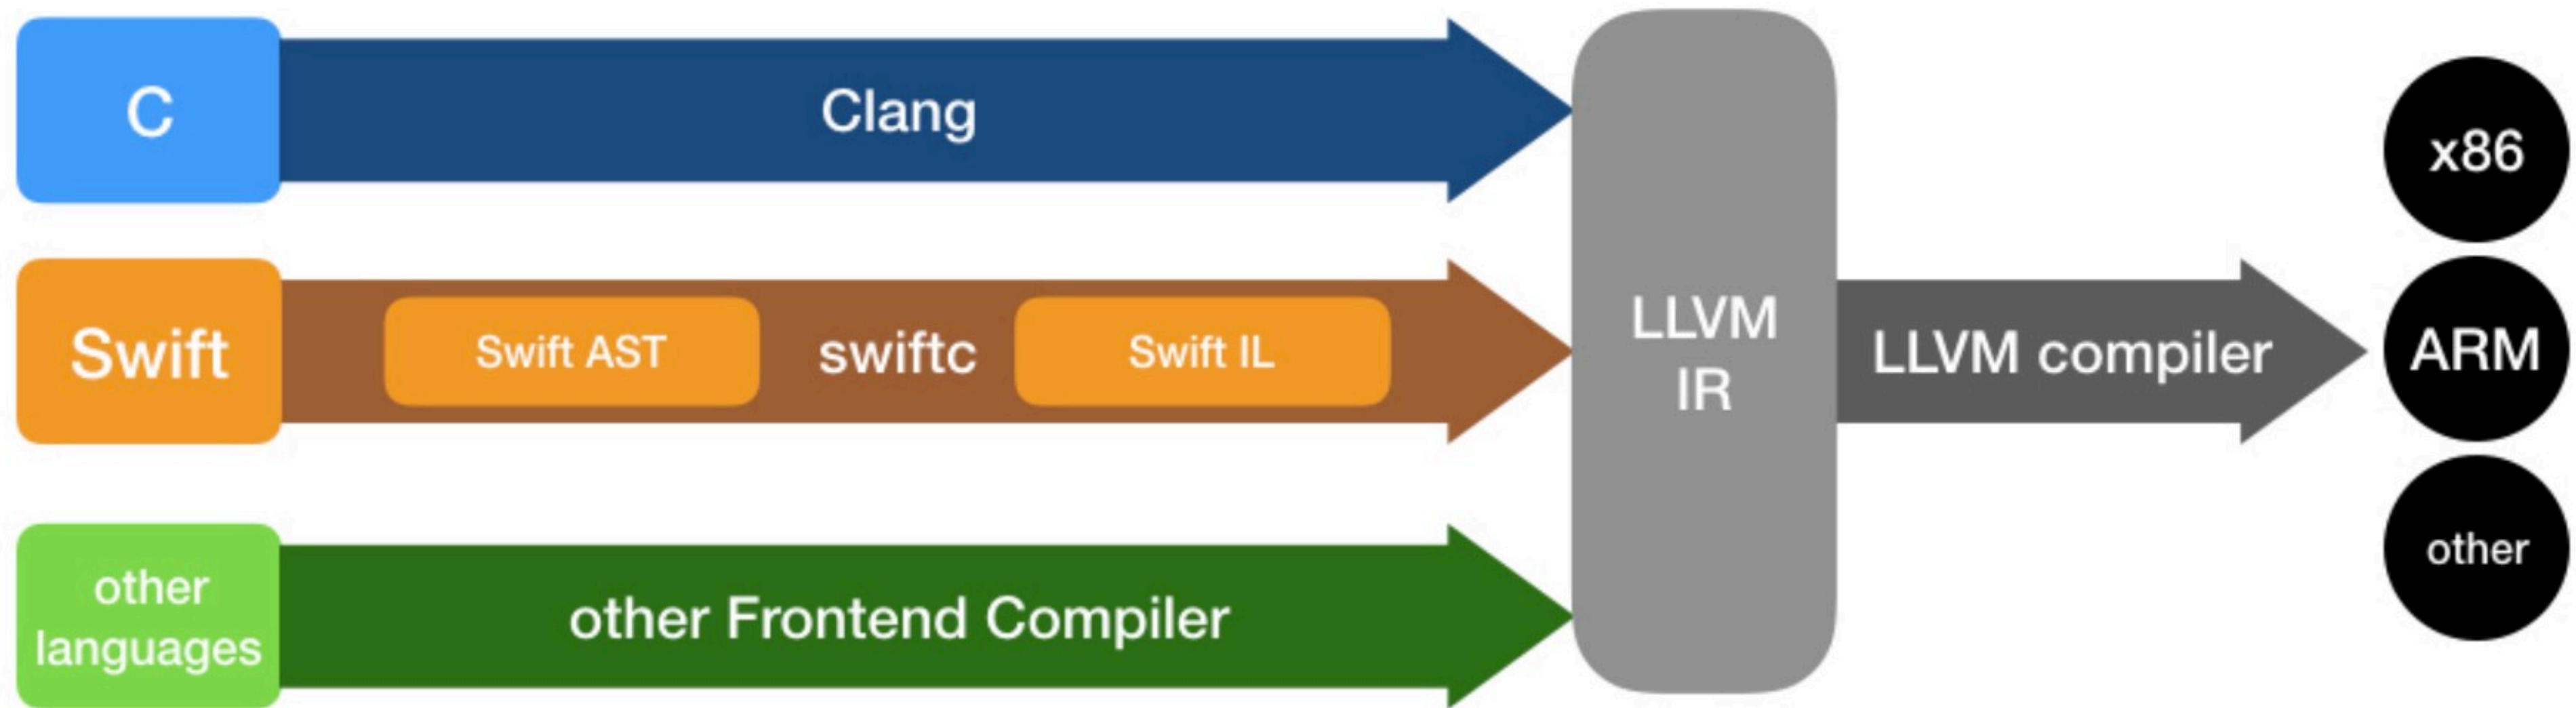 C
Clang
x86
Swift
Swift AST
swiftc
Swift IL
LLVM
IR
LLVM compiler
ARM
other
languages
other Frontend Compiler
other